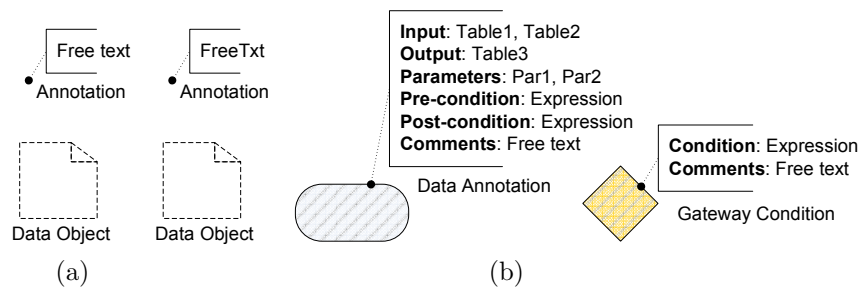 Free text
Annotation
FreeTxt
Annotation
Data Object
Data Object
(a)
Input: Table1, Table2
Output: Table3
Parameters: Par1, Par2
Pre-condition: Expression
Post-condition: Expression
Comments: Free text
Data Annotation
Condition: Expression
Comments: Free text
Gateway Condition
(b)